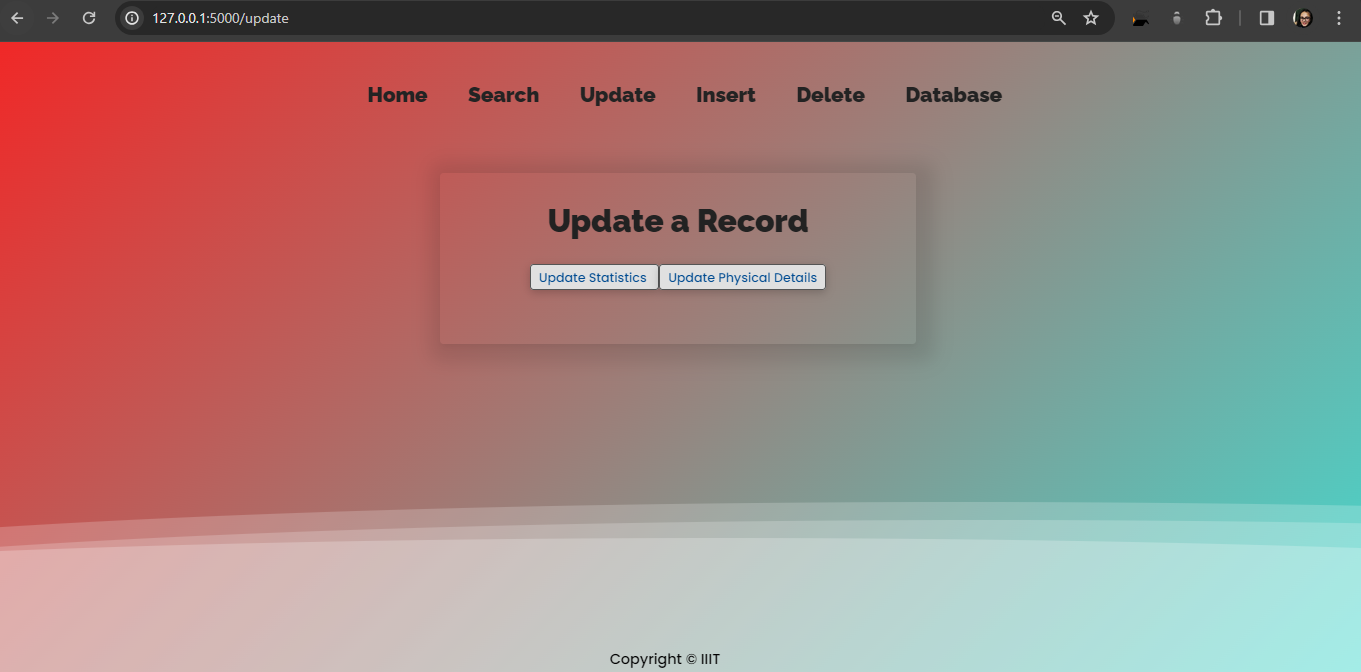 127.0.0.1:5000/update
Home Search Update Insert Delete Database
Update a Record
Update Statistics Update Physical Details
Copyright © IIIT